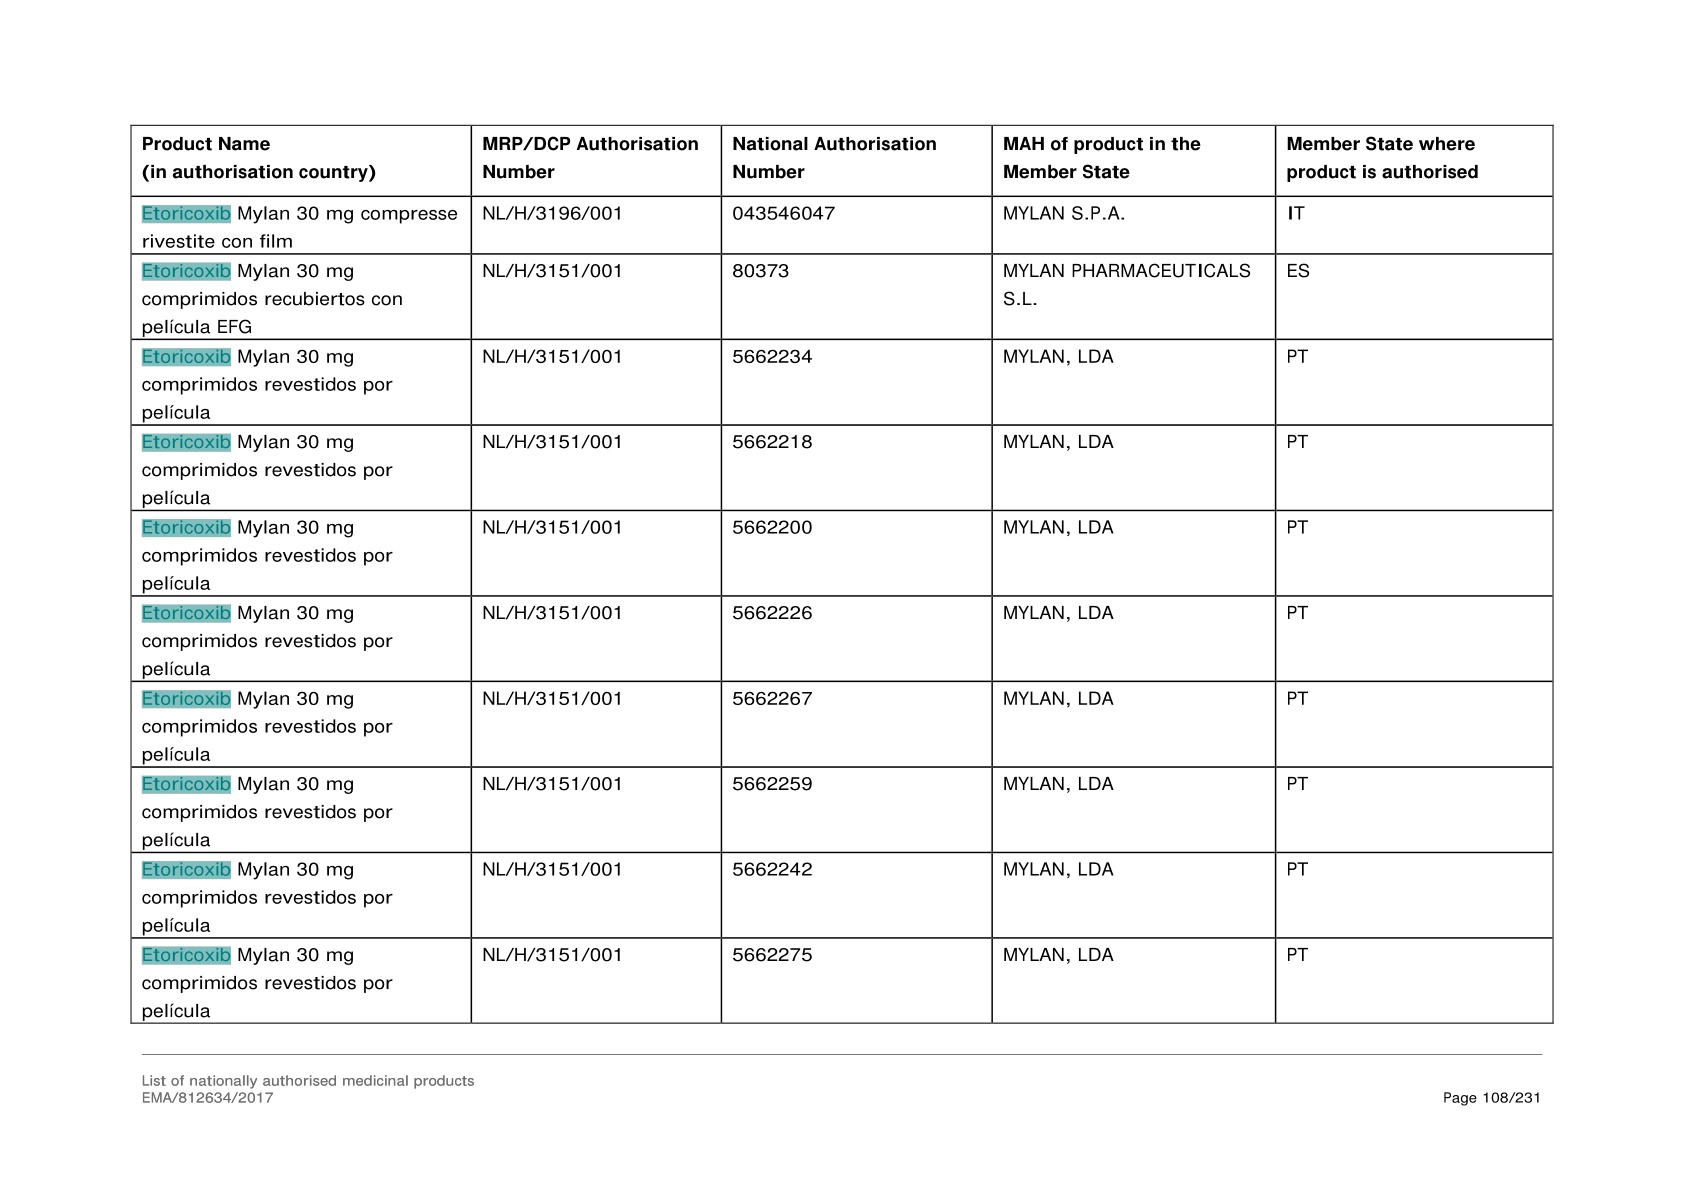 Product Name
(in authorisation country)
MRP/DCP Authorisation
Number
National Authorisation
Number
MAH of product in the
Member State
Member State where
product is authorised
Etoricoxib Mylan 30 mg compresse
rivestite con film
NL/H/3196/001
043546047
MYLAN S.P.A.
IT
Etoricoxib Mylan 30 mg
comprimidos recubiertos con
película EFG
NL/H/3151/001
80373
MYLAN PHARMACEUTICALS
S.L.
ES
Etoricoxib Mylan 30 mg
comprimidos revestidos por
película
NL/H/3151/001
5662234
MYLAN, LDA
PT
Etoricoxib Mylan 30 mg
comprimidos revestidos por
película
NL/H/3151/001
5662218
MYLAN, LDA
PT
Etoricoxib Mylan 30 mg
comprimidos revestidos por
película
NL/H/3151/001
5662200
MYLAN, LDA
PT
Etoricoxib Mylan 30 mg
comprimidos revestidos por
película
NL/H/3151/001
5662226
MYLAN, LDA
PT
Etoricoxib Mylan 30 mg
comprimidos revestidos por
película
NL/H/3151/001
5662267
MYLAN, LDA
PT
Etoricoxib Mylan 30 mg
comprimidos revestidos por
película
NL/H/3151/001
5662259
MYLAN, LDA
PT
Etoricoxib Mylan 30 mg
comprimidos revestidos por
película
NL/H/3151/001
5662242
MYLAN, LDA
PT
Etoricoxib Mylan 30 mg
comprimidos revestidos por
película
NL/H/3151/001
5662275
MYLAN, LDA
PT
List of nationally authorised medicinal products
EMA/812634/2017
Page 108/231